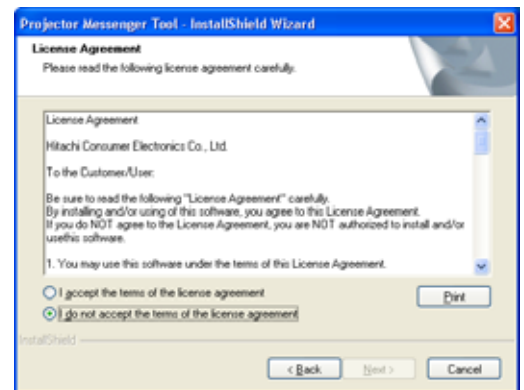 Projector Messenger Tool - InstallShield Wizard
License Agreement
Please read the following license agreement carefully.
License Agreement
Hitachi Consumer Electronics Co., Ltd.
To the Customer/User:
Be sure to read the following "License Agreement" carefully.
By installing and/or using of this software, you agree to this License Agreement.
If you do NOT agree to the License Agreement, you are NOT authorized to install and/or
usethis software.
1. You may use this software under the terms of this License Agreement.
I accept the terms of the license agreement
Print
I do not accept the terms of the license agreement
InstallShield
< Back
Next >
Cancel